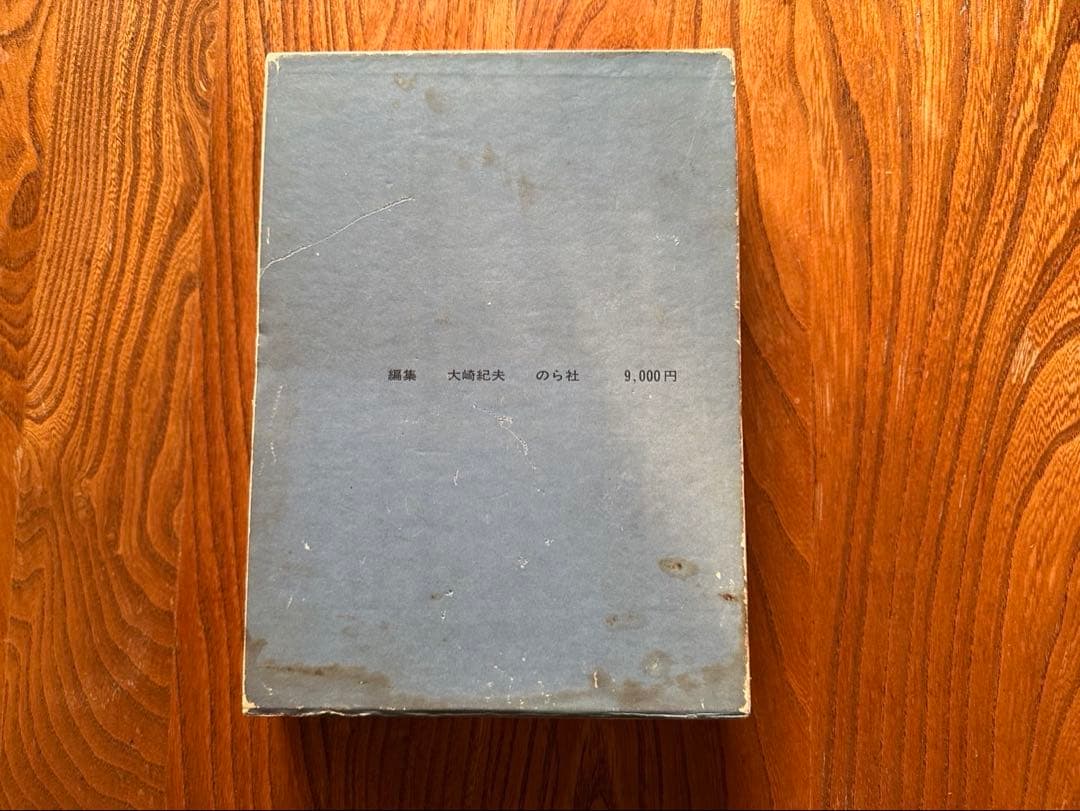 編集　大崎紀夫　のら社　9,000円